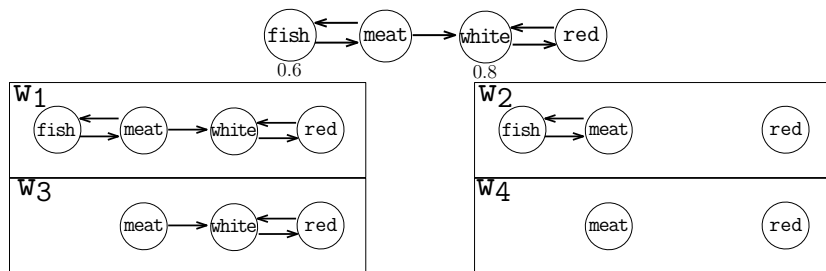 fish meat white red
0.6 0.8
w1
fish meat white red
w2
fish meat red
w3
meat white red
w4
meat red